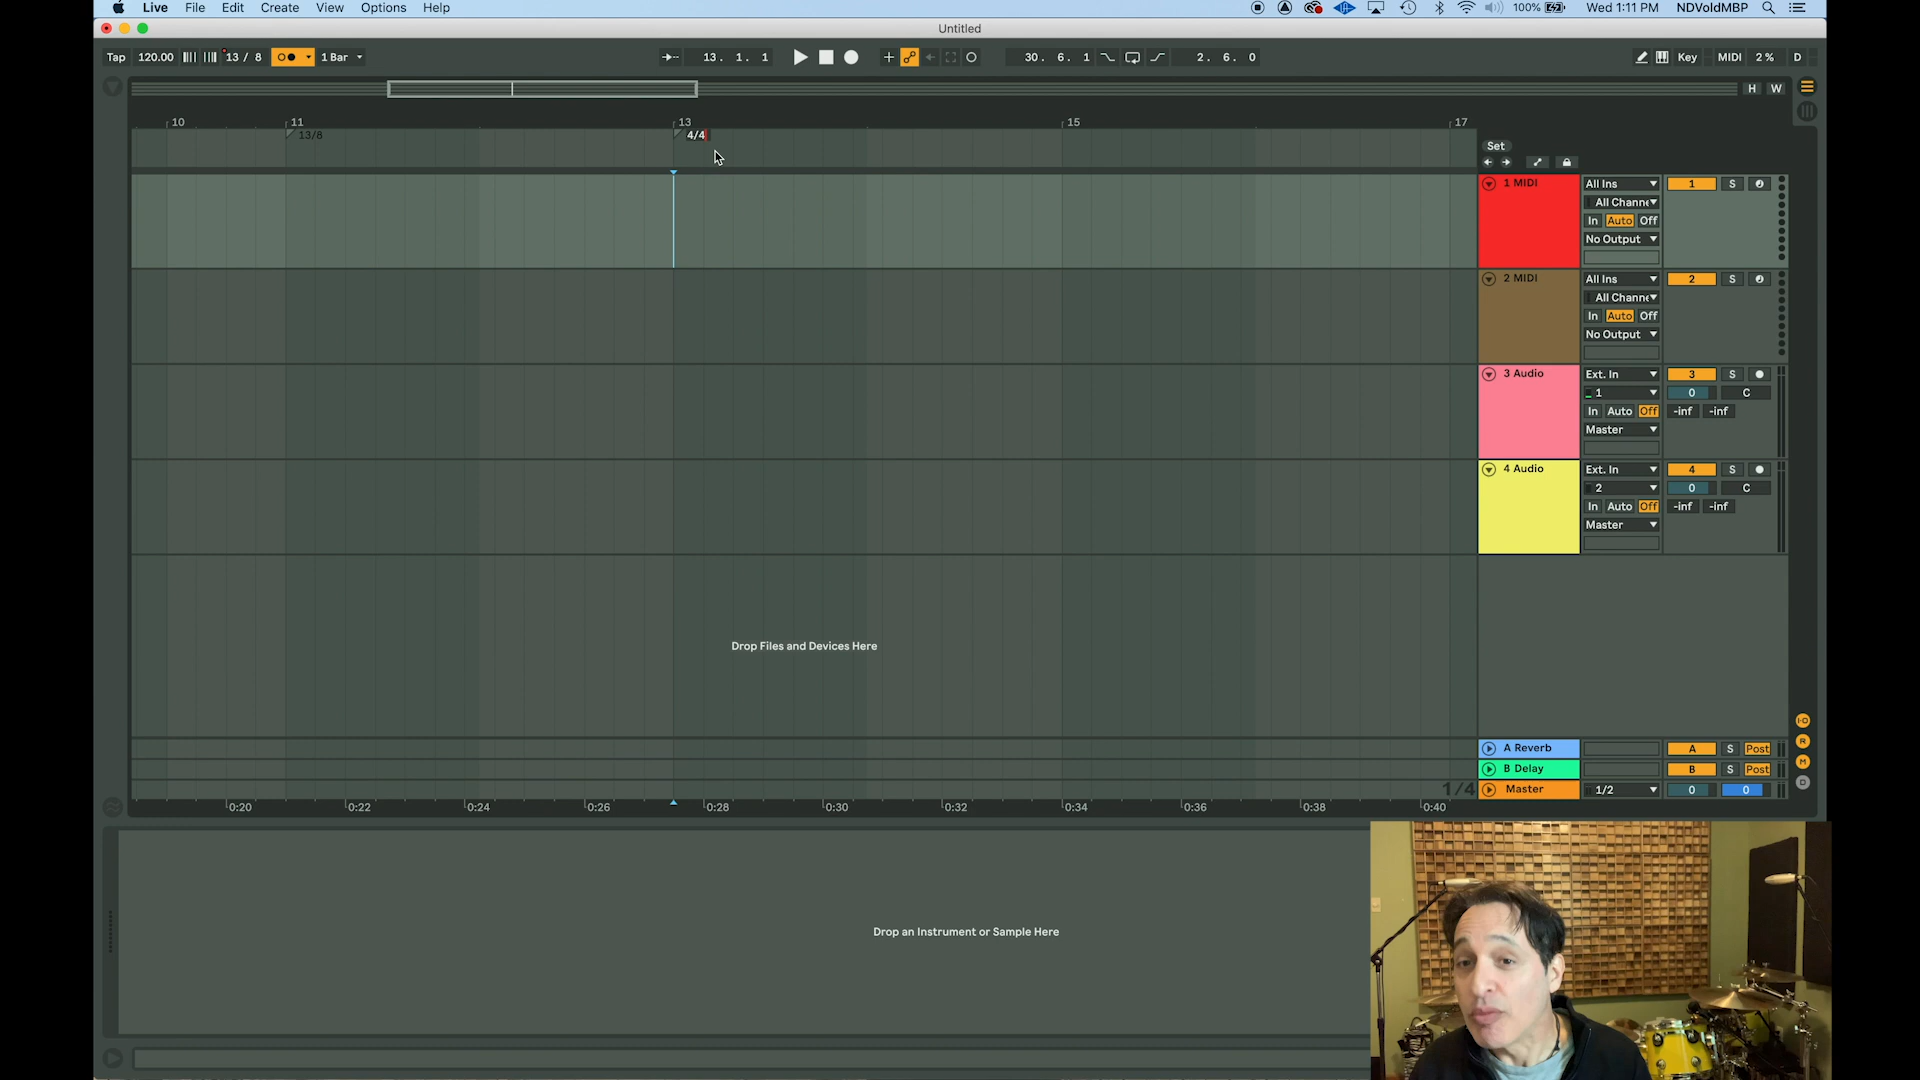 Live File Edit Create View Options Help 100% Wed 1:11 PM NDVoldMBP
Untitled
Tap 120.00 13 / 8 1 Bar 13. 1. 1 30. 6. 1 2. 6. 0 Key MIDI 2 % D
H W
10 11 13 15 17
13/8 4/4
Set
1 MIDI All Ins 1 S
All Channe
In Auto Off
No Output
2 MIDI All Ins 2 S
All Channe
In Auto Off
No Output
3 Audio Ext. In 3 S
1 0 C
In Auto Off -inf -inf
Master
4 Audio Ext. In 4 S
2 0 C
In Auto Off -inf -inf
Master
Drop Files and Devices Here
A Reverb A S Post
B Delay B S Post
1/4 Master 1/2 0 0
I-O
R
M
D
0:20 0:22 0:24 0:26 0:28 0:30 0:32 0:34 0:36 0:38 0:40
Drop an Instrument or Sample Here